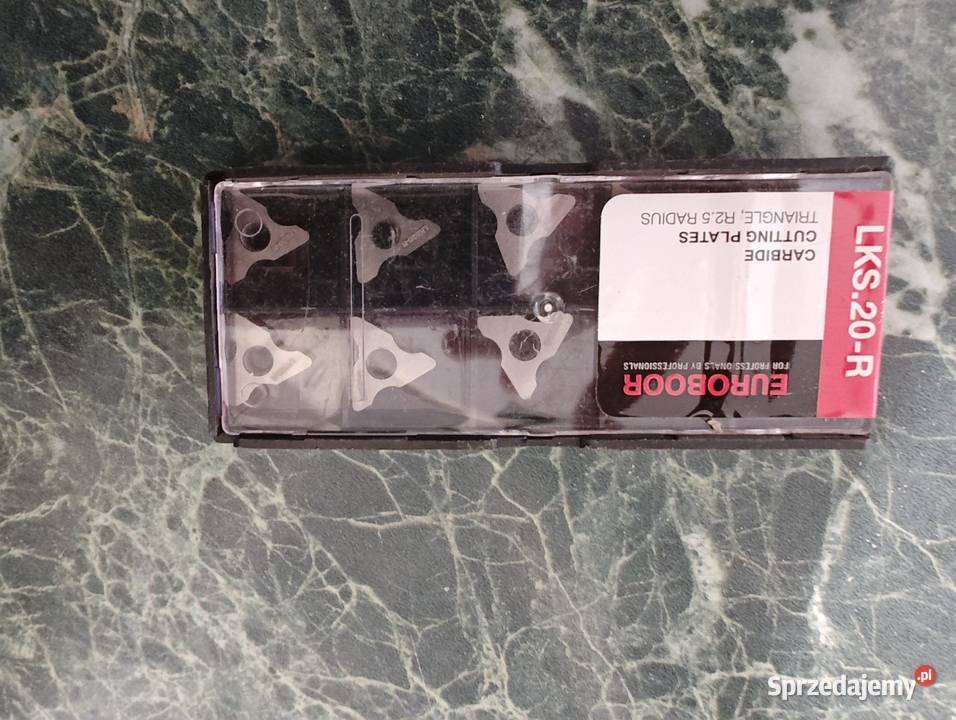 LKS.20-R
CARBIDE
CUTTING PLATES
TRIANGLE, R2.5 RADIUS
EUROBOOR
FOR PROFESSIONALS BY PROFESSIONALS
Sprzedajemy.pl